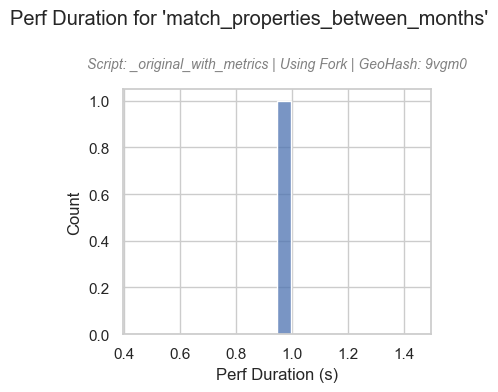 Perf Duration for 'match_properties_between_months'
Script: _original_with_metrics | Using Fork | GeoHash: 9vgm0
1.0
0.8
0.6
0.4
0.2
0.0
Count
0.4 0.6 0.8 1.0 1.2 1.4
Perf Duration (s)